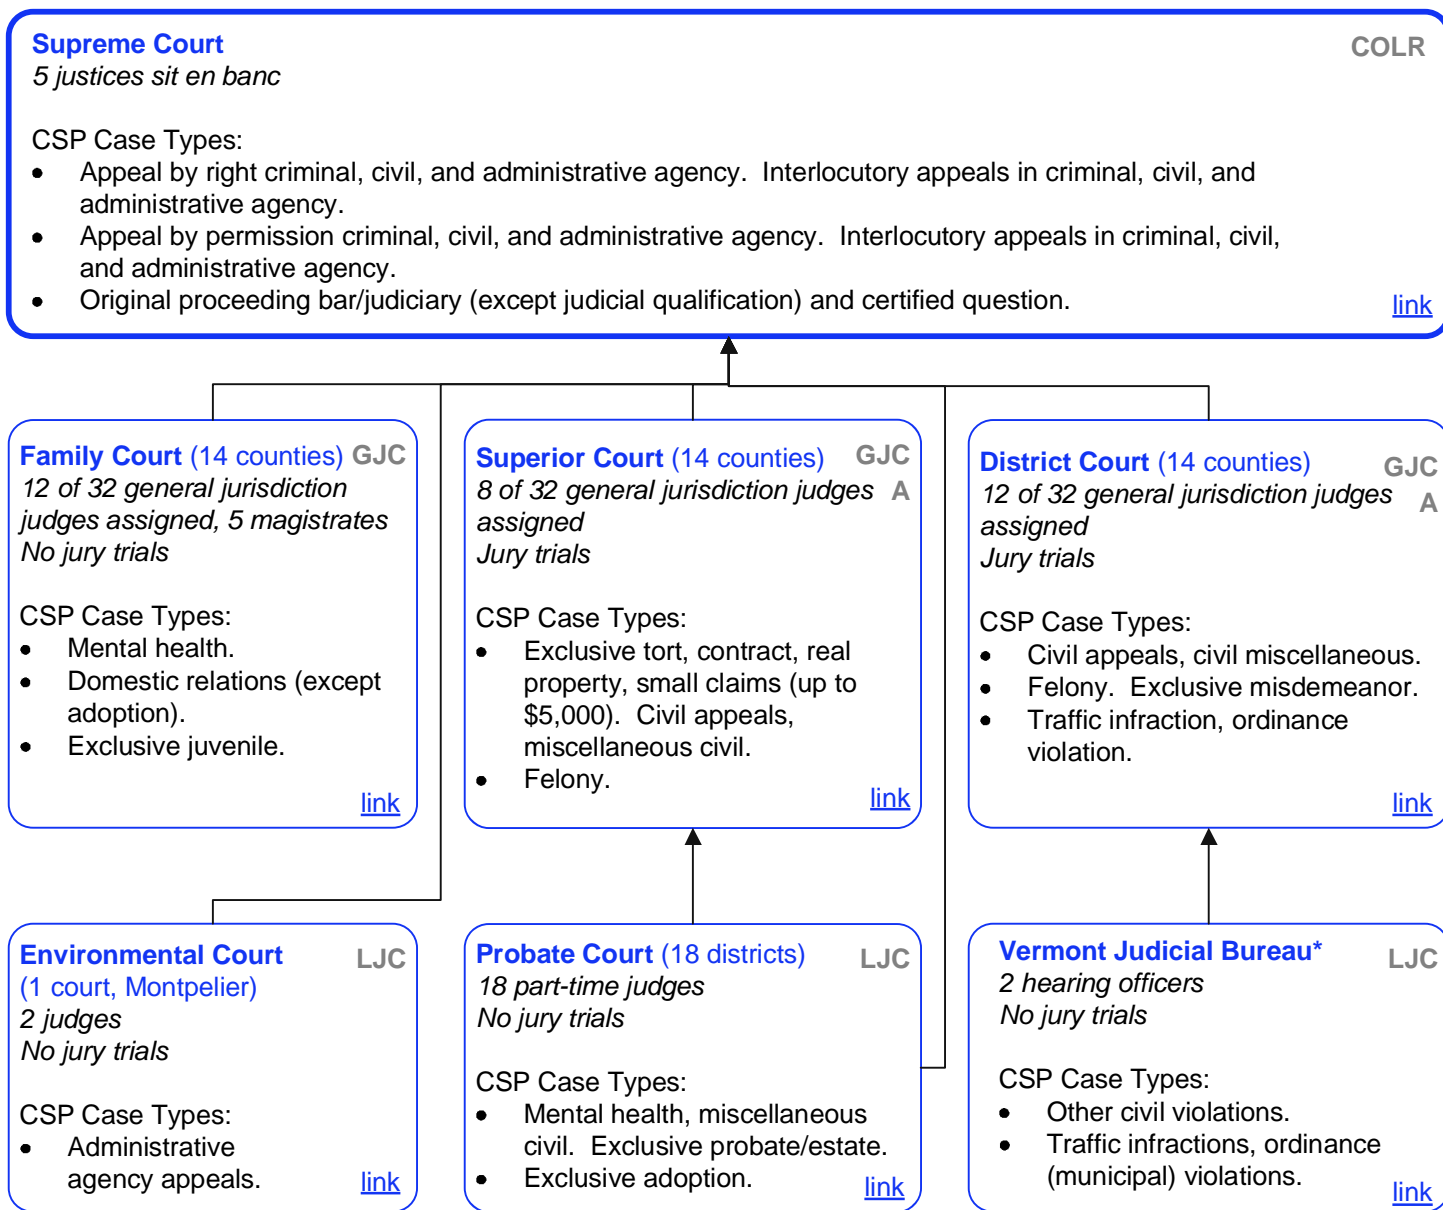 Supreme Court
COLR
5 justices sit en banc
CSP Case Types:
• Appeal by right criminal, civil, and administrative agency.  Interlocutory appeals in criminal, civil, and
administrative agency.
• Appeal by permission criminal, civil, and administrative agency.  Interlocutory appeals in criminal, civil,
and administrative agency.
• Original proceeding bar/judiciary (except judicial qualification) and certified question.
link
Family Court (14 counties) GJC
12 of 32 general jurisdiction
judges assigned, 5 magistrates
No jury trials
CSP Case Types:
• Mental health.
• Domestic relations (except
adoption).
• Exclusive juvenile.
link
Superior Court (14 counties) GJC
8 of 32 general jurisdiction judges A
assigned
Jury trials
CSP Case Types:
• Exclusive tort, contract, real
property, small claims (up to
$5,000).  Civil appeals,
miscellaneous civil.
• Felony.
link
District Court (14 counties) GJC
12 of 32 general jurisdiction judges A
assigned
Jury trials
CSP Case Types:
• Civil appeals, civil miscellaneous.
• Felony.  Exclusive misdemeanor.
• Traffic infraction, ordinance
violation.
link
Environmental Court LJC
(1 court, Montpelier)
2 judges
No jury trials
CSP Case Types:
• Administrative
agency appeals.
link
Probate Court (18 districts) LJC
18 part-time judges
No jury trials
CSP Case Types:
• Mental health, miscellaneous
civil.  Exclusive probate/estate.
• Exclusive adoption.
link
Vermont Judicial Bureau* LJC
2 hearing officers
No jury trials
CSP Case Types:
• Other civil violations.
• Traffic infractions, ordinance
(municipal) violations.
link